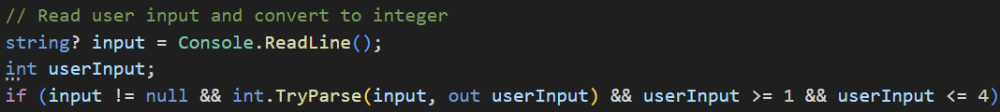 // Read user input and convert to integer
string? input = Console.ReadLine();
int userInput;
if (input != null && int.TryParse(input, out userInput) && userInput >= 1 && userInput <= 4)